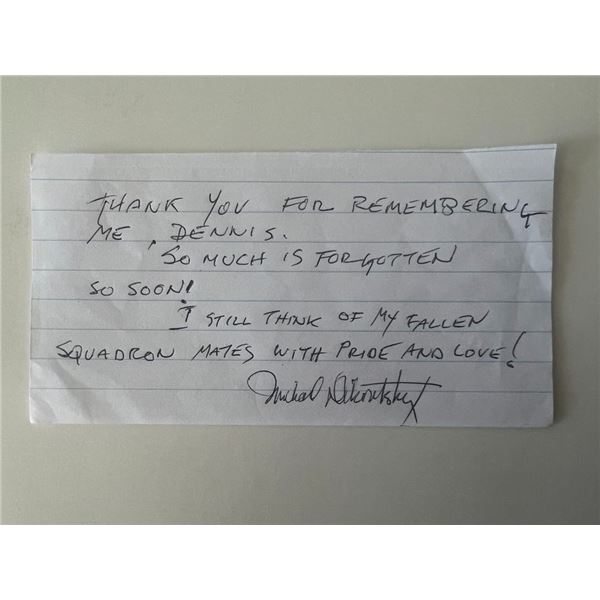 THANK YOU FOR REMEMBERING
ME, DENNIS.
SO MUCH IS FORGOTTEN
SO SOON!
I STILL THINK OF MY FALLEN
SQUADRON MATES WITH PRIDE AND LOVE!
Michael